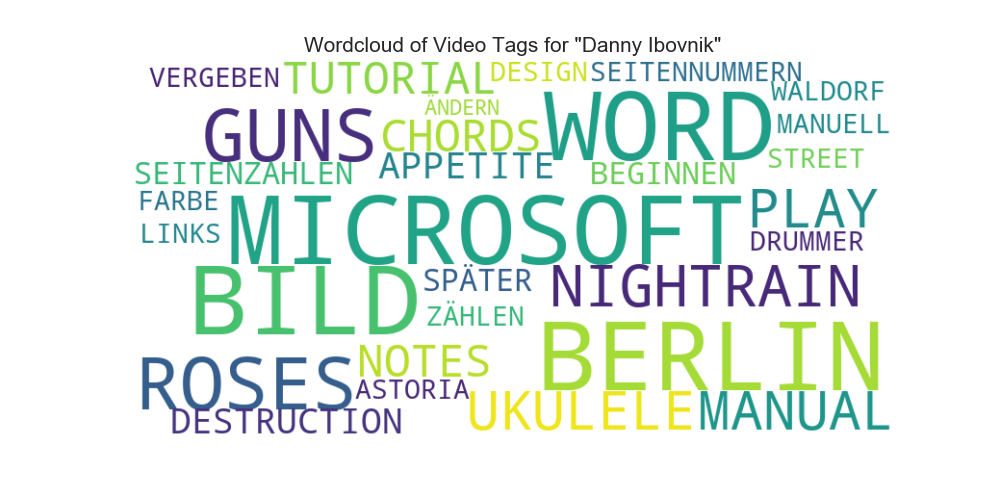 Wordcloud of Video Tags for "Danny Ibovnik"
VERGEBEN TUTORIAL DESIGN SEITENNUMMERN
GUNS ÄNDERN WORD WALDORF
CHORDS MANUELL
SEITENZAHLEN APPETITE BEGINNEN STREET
FARBE MICROSOFT PLAY
LINKS DRUMMER
BILD SPÄTER NIGHTRAIN
ZÄHLEN
ROSES NOTES BERLIN
ASTORIA
DESTRUCTION UKULELE MANUAL